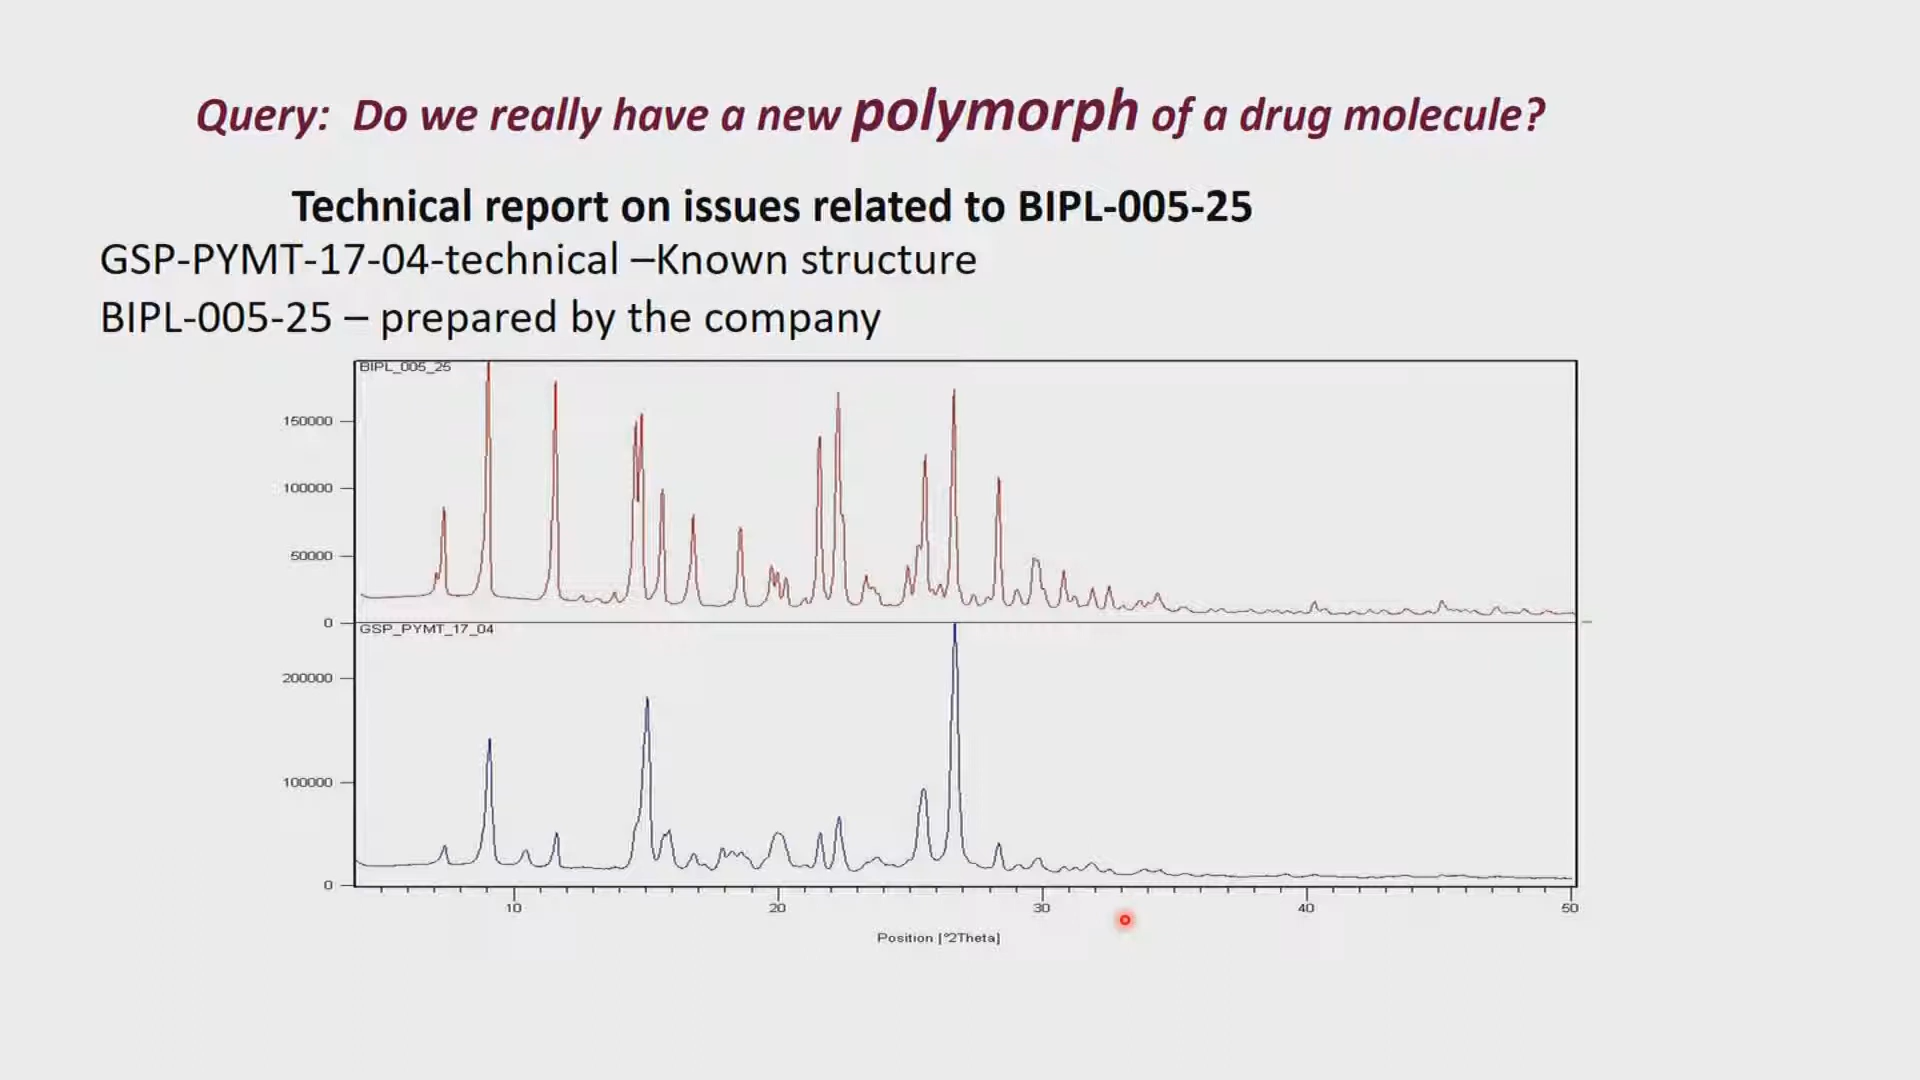 Query: Do we really have a new polymorph of a drug molecule?
Technical report on issues related to BIPL-005-25
GSP-PYMT-17-04-technical –Known structure
BIPL-005-25 – prepared by the company
BIPL_005_25
150000
100000
50000
0
GSP_PYMT_17_04
200000
100000
0
10 20 30 40 50
Position [°2Theta]